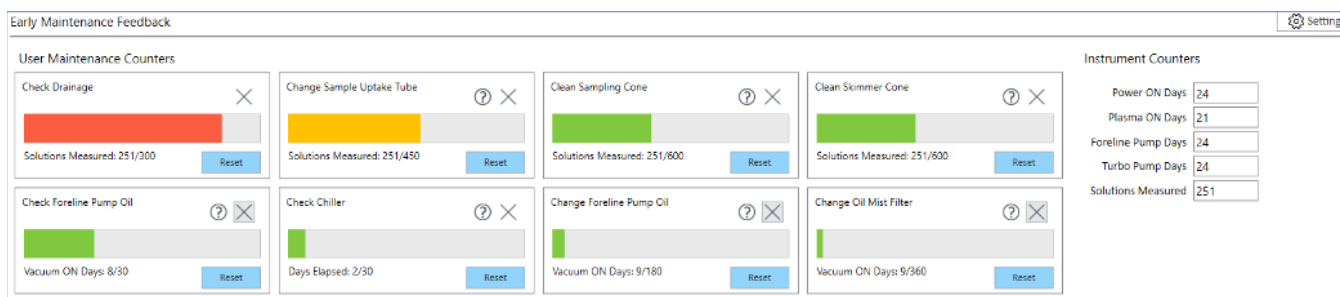 Early Maintenance Feedback
Setting
User Maintenance Counters
Instrument Counters
Check Drainage
Solutions Measured: 251/300
Reset
Change Sample Uptake Tube
Solutions Measured: 251/450
Reset
Clean Sampling Cone
Solutions Measured: 251/600
Reset
Clean Skimmer Cone
Solutions Measured: 251/600
Reset
Check Foreline Pump Oil
Vacuum ON Days: 8/30
Reset
Check Chiller
Days Elapsed: 2/30
Reset
Change Foreline Pump Oil
Vacuum ON Days: 9/180
Reset
Change Oil Mist Filter
Vacuum ON Days: 9/360
Reset
Power ON Days 24
Plasma ON Days 21
Foreline Pump Days 24
Turbo Pump Days 24
Solutions Measured 251